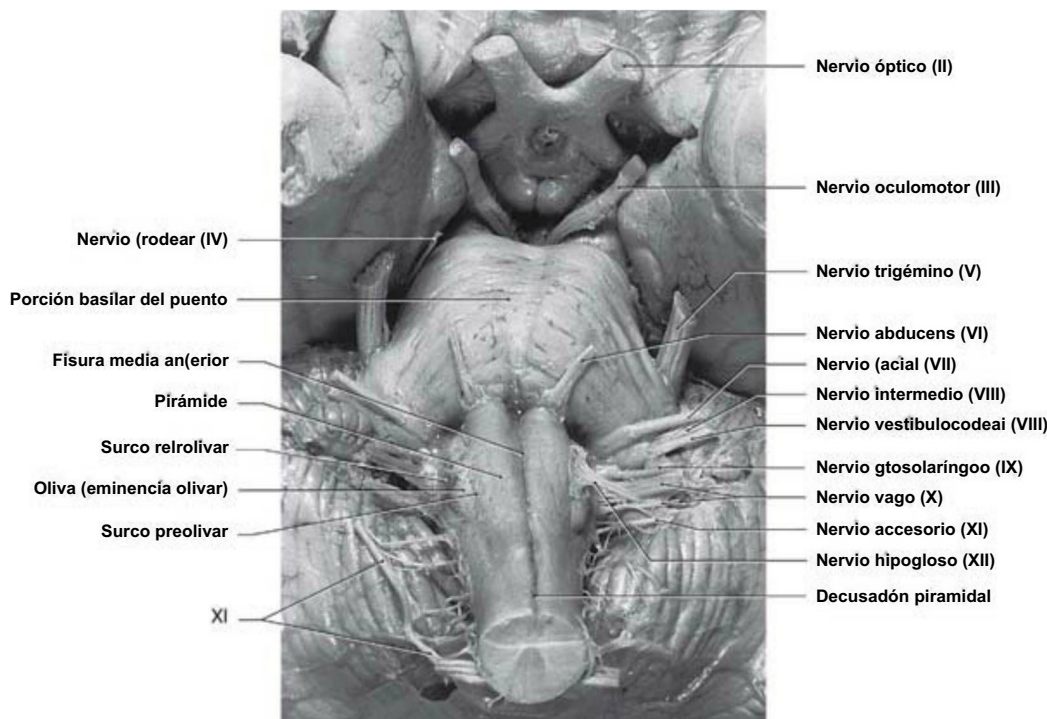 Nervio óptico (II)
Nervio oculomotor (III)
Nervio (rodear (IV)
Nervio trigémino (V)
Porción basilar del puento
Nervio abducens (VI)
Fisura media an(erior
Nervio (acial (VII)
Nervio intermedio (VIII)
Pirámide
Nervio vestibulocodeai (VIII)
Surco relrolivar
Nervio gtosolaríngoo (IX)
Oliva (eminencía olivar)
Nervio vago (X)
Surco preolivar
Nervio accesorio (XI)
Nervio hipogloso (XII)
Decusadón piramidal
XI